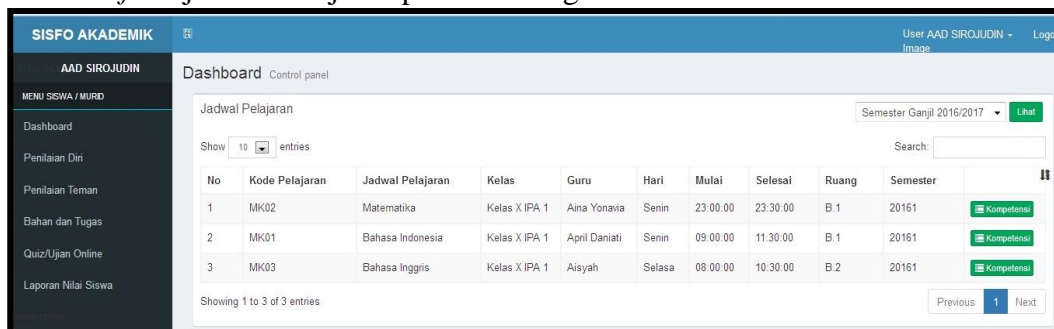 SISFO AKADEMIK
User AAD SIROJUDIN
Image
Logo
AAD SIROJUDIN
MENU SISWA / MURID
Dashboard
Penilaian Diri
Penilaian Teman
Bahan dan Tugas
Quiz/Ujian Online
Laporan Nilai Siswa
Dashboard Control panel
Jadwal Pelajaran
Semester Ganjil 2016/2017 Lihat
Show 10 entries Search:
No Kode Pelajaran Jadwal Pelajaran Kelas Guru Hari Mulai Selesai Ruang Semester
1 MK02 Matematika Kelas X IPA 1 Aina Yonavia Senin 23:00:00 23:30:00 B.1 20161 Kompetensi
2 MK01 Bahasa Indonesia Kelas X IPA 1 April Daniati Senin 09:00:00 11:30:00 B.1 20161 Kompetensi
3 MK03 Bahasa Inggris Kelas X IPA 1 Aisyah Selasa 08:00:00 10:30:00 B.2 20161 Kompetensi
Showing 1 to 3 of 3 entries Previous 1 Next